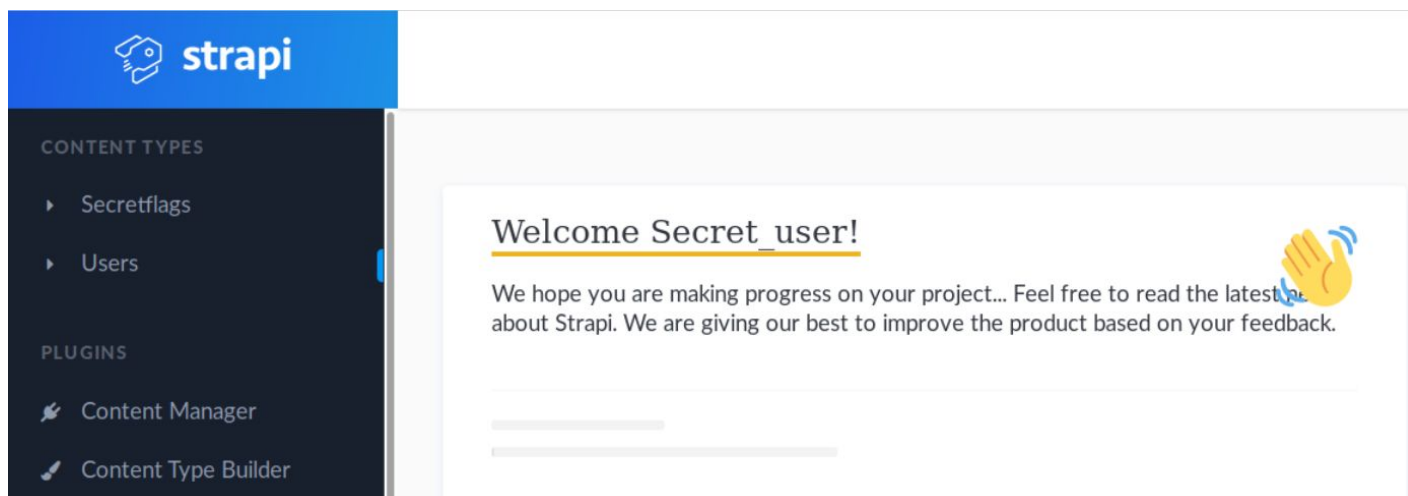 strapi
CONTENT TYPES
Secretflags
Users
PLUGINS
Content Manager
Content Type Builder
Welcome Secret_user!
We hope you are making progress on your project... Feel free to read the latest
about Strapi. We are giving our best to improve the product based on your feedback.